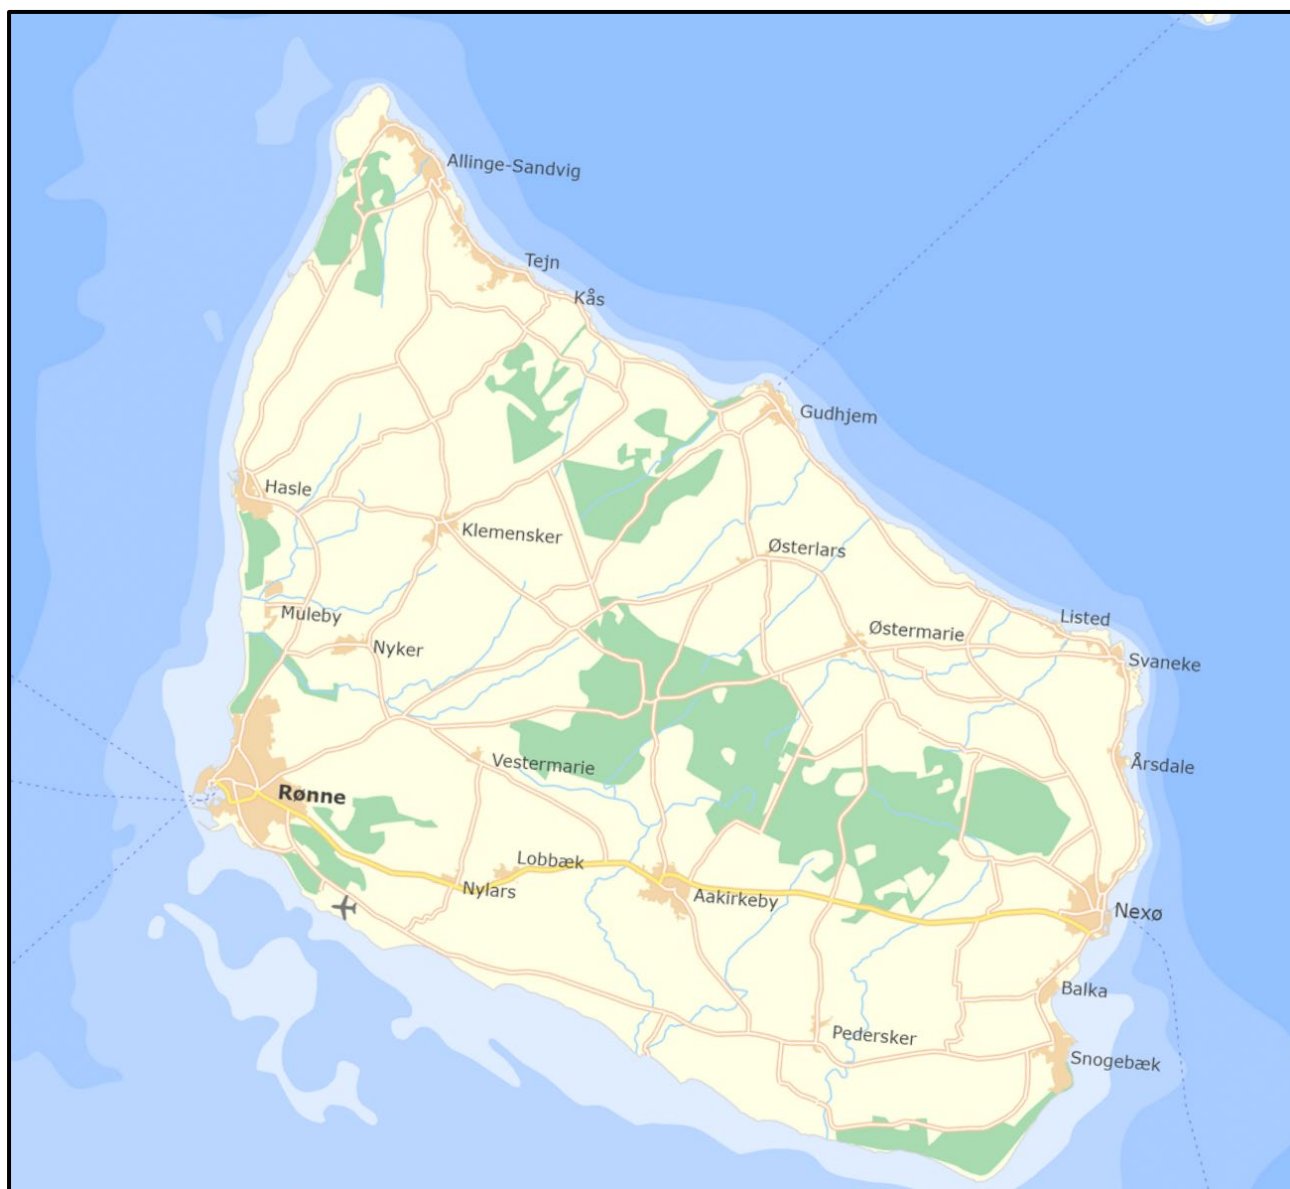 Allinge-Sandvig
Tejn
Kås
Gudhjem
Hasle
Klemensker
Østerlars
Muleby
Nyker
Østermarie
Listed
Svaneke
Vestermarie
Årsdale
Rønne
Lobbæk
Nylars
Aakirkeby
Nexø
Balka
Pedersker
Snogebæk